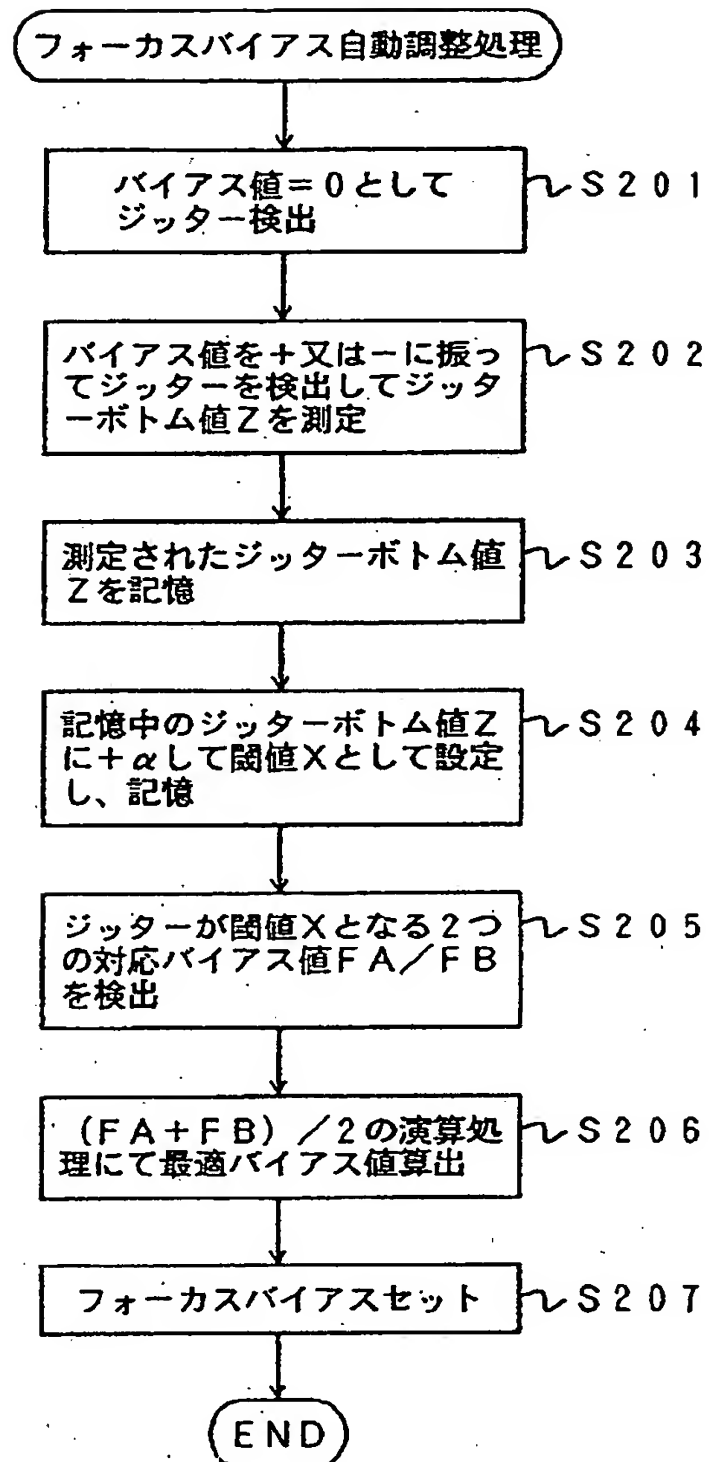 フォーカスバイアス自動調整処理
バイアス値=0として
ジッター検出
S201
バイアス値を+又は-に振っ
てジッターを検出してジッタ
ーボトム値Zを測定
S202
測定されたジッターボトム値
Zを記憶
S203
記憶中のジッターボトム値Z
に+αして閾値Xとして設定
し、記憶
S204
ジッターが閾値Xとなる2つ
の対応バイアス値FA/FB
を検出
S205
(FA+FB)/2の演算処
理にて最適バイアス値算出
S206
フォーカスバイアスセット
S207
END